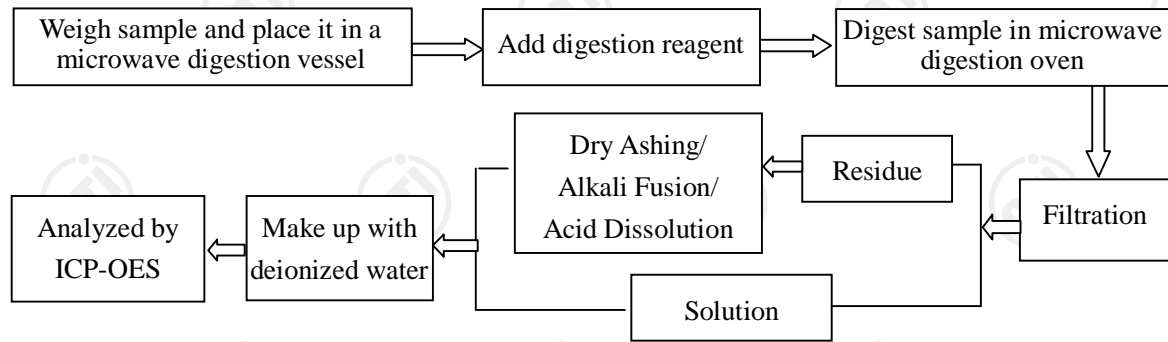 Weigh sample and place it in a
microwave digestion vessel
Add digestion reagent
Digest sample in microwave
digestion oven
Dry Ashing/
Alkali Fusion/
Acid Dissolution
Residue
Filtration
Analyzed by
ICP-OES
Make up with
deionized water
Solution